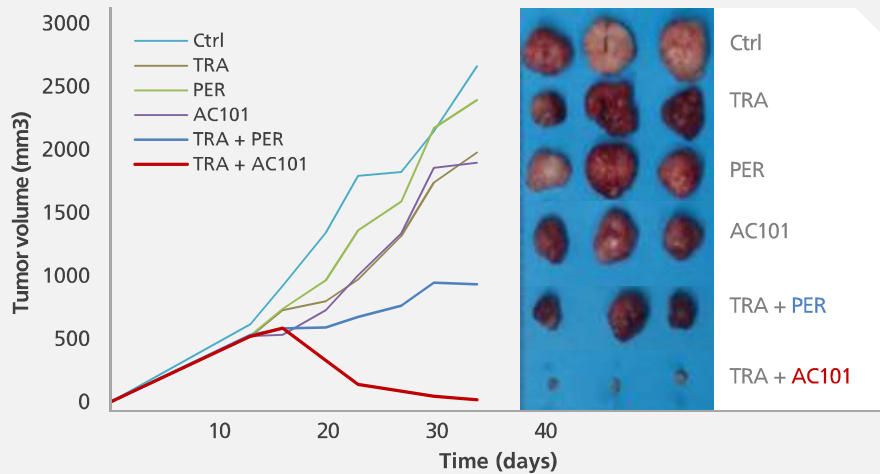 3000
2500
2000
1500
1000
500
0
Tumor volume (mm3)
Ctrl
TRA
PER
AC101
TRA + PER
TRA + AC101
10
20
30
40
Time (days)
Ctrl
TRA
PER
AC101
TRA + PER
TRA + AC101